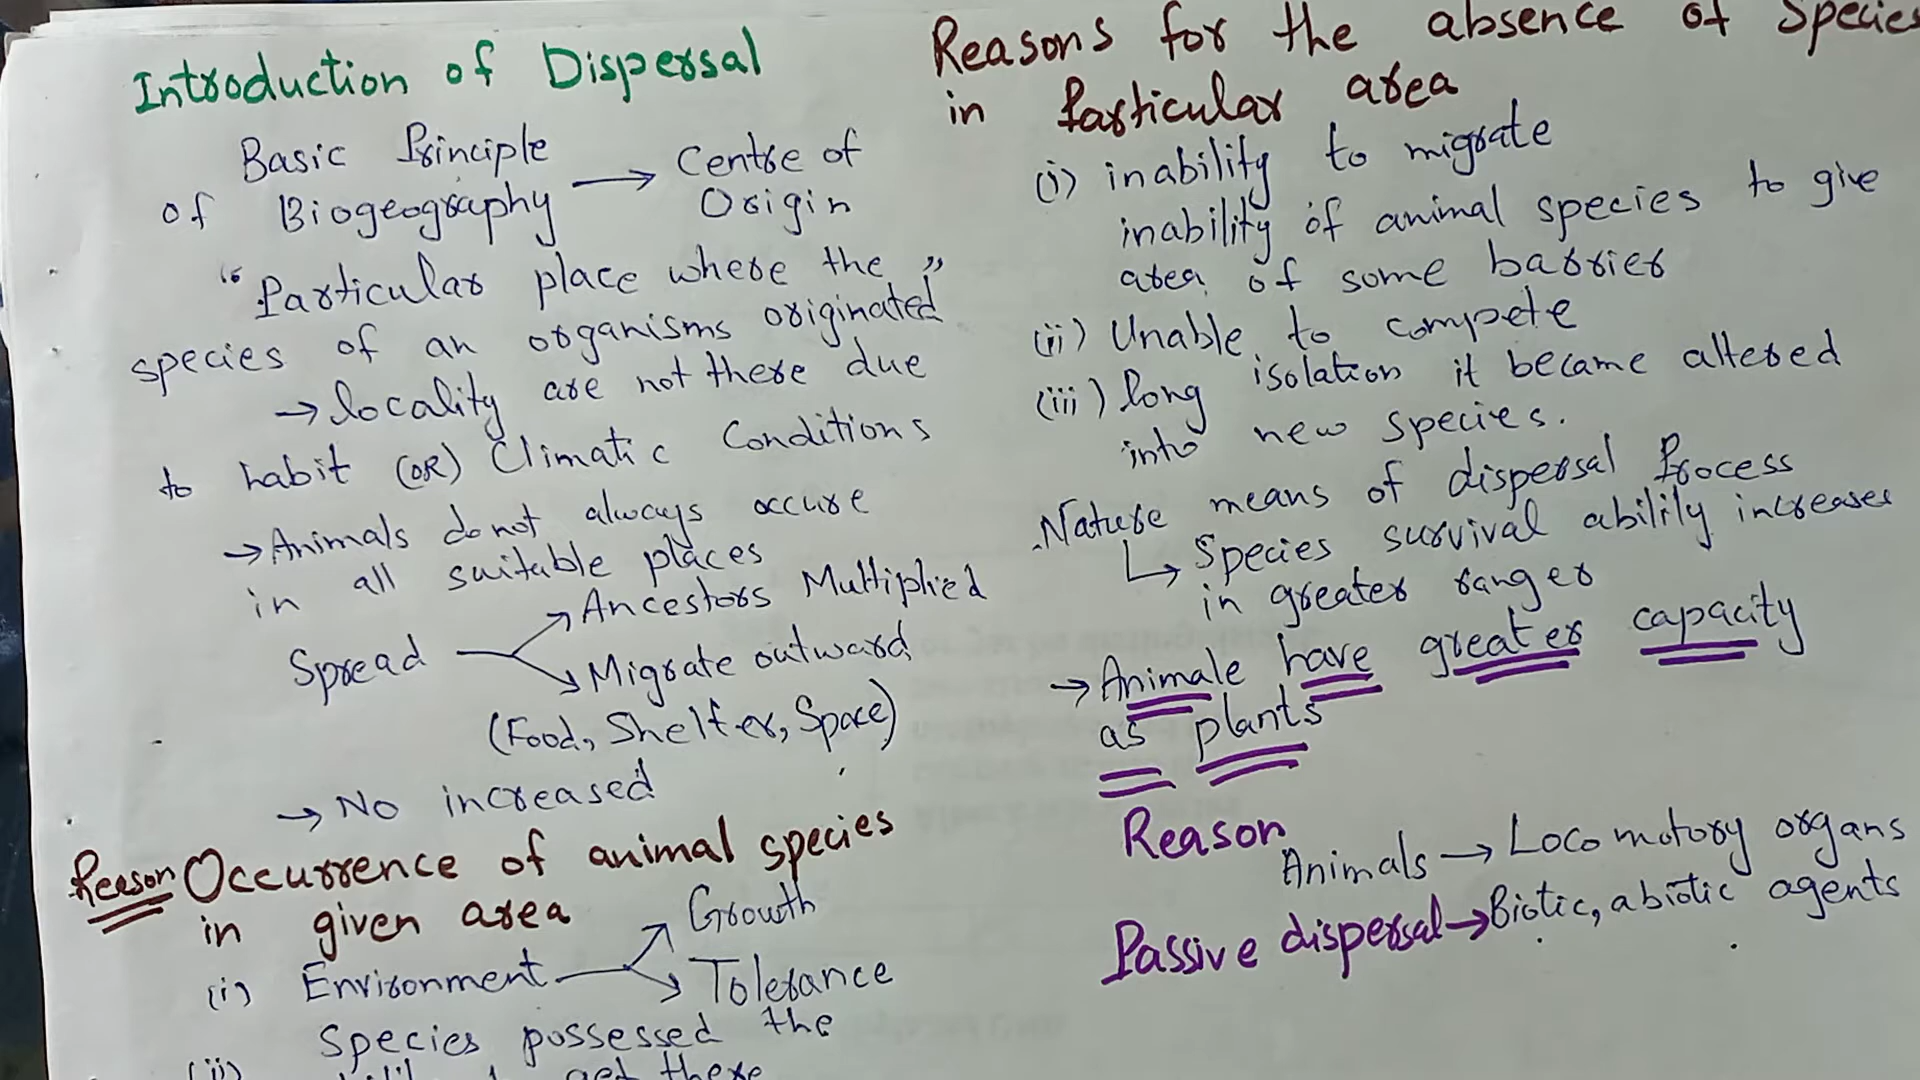 Introduction of Dispersal
Basic Principle
of Biogeography → Centre of
Origin
"Particular place where the"
species of an organisms originated
→ locality are not there due
to habit (OR) Climatic Conditions
→ Animals do not always occure
in all suitable places
Spread → Ancestors Multiplied
→ Migrate outward
(Food, Shelter, Space)
→ No increased
Reason Occurrence of animal species
in given area
(i) Environment → Growth
→ Tolerance
Species possessed the
(ii) get there
Reasons for the absence of Species
in Particular area
(i) inability to migrate
inability of animal species to give
area of some barrier
(ii) Unable to compete
(iii) long isolation it became altered
into new species.
Nature means of dispersal Process
↳ Species survival ability increases
in greater ranger
→ Animale have greater capacity
as plants
Reason
Animals → Loco motory organs
Passive dispersal → Biotic, abiotic agents